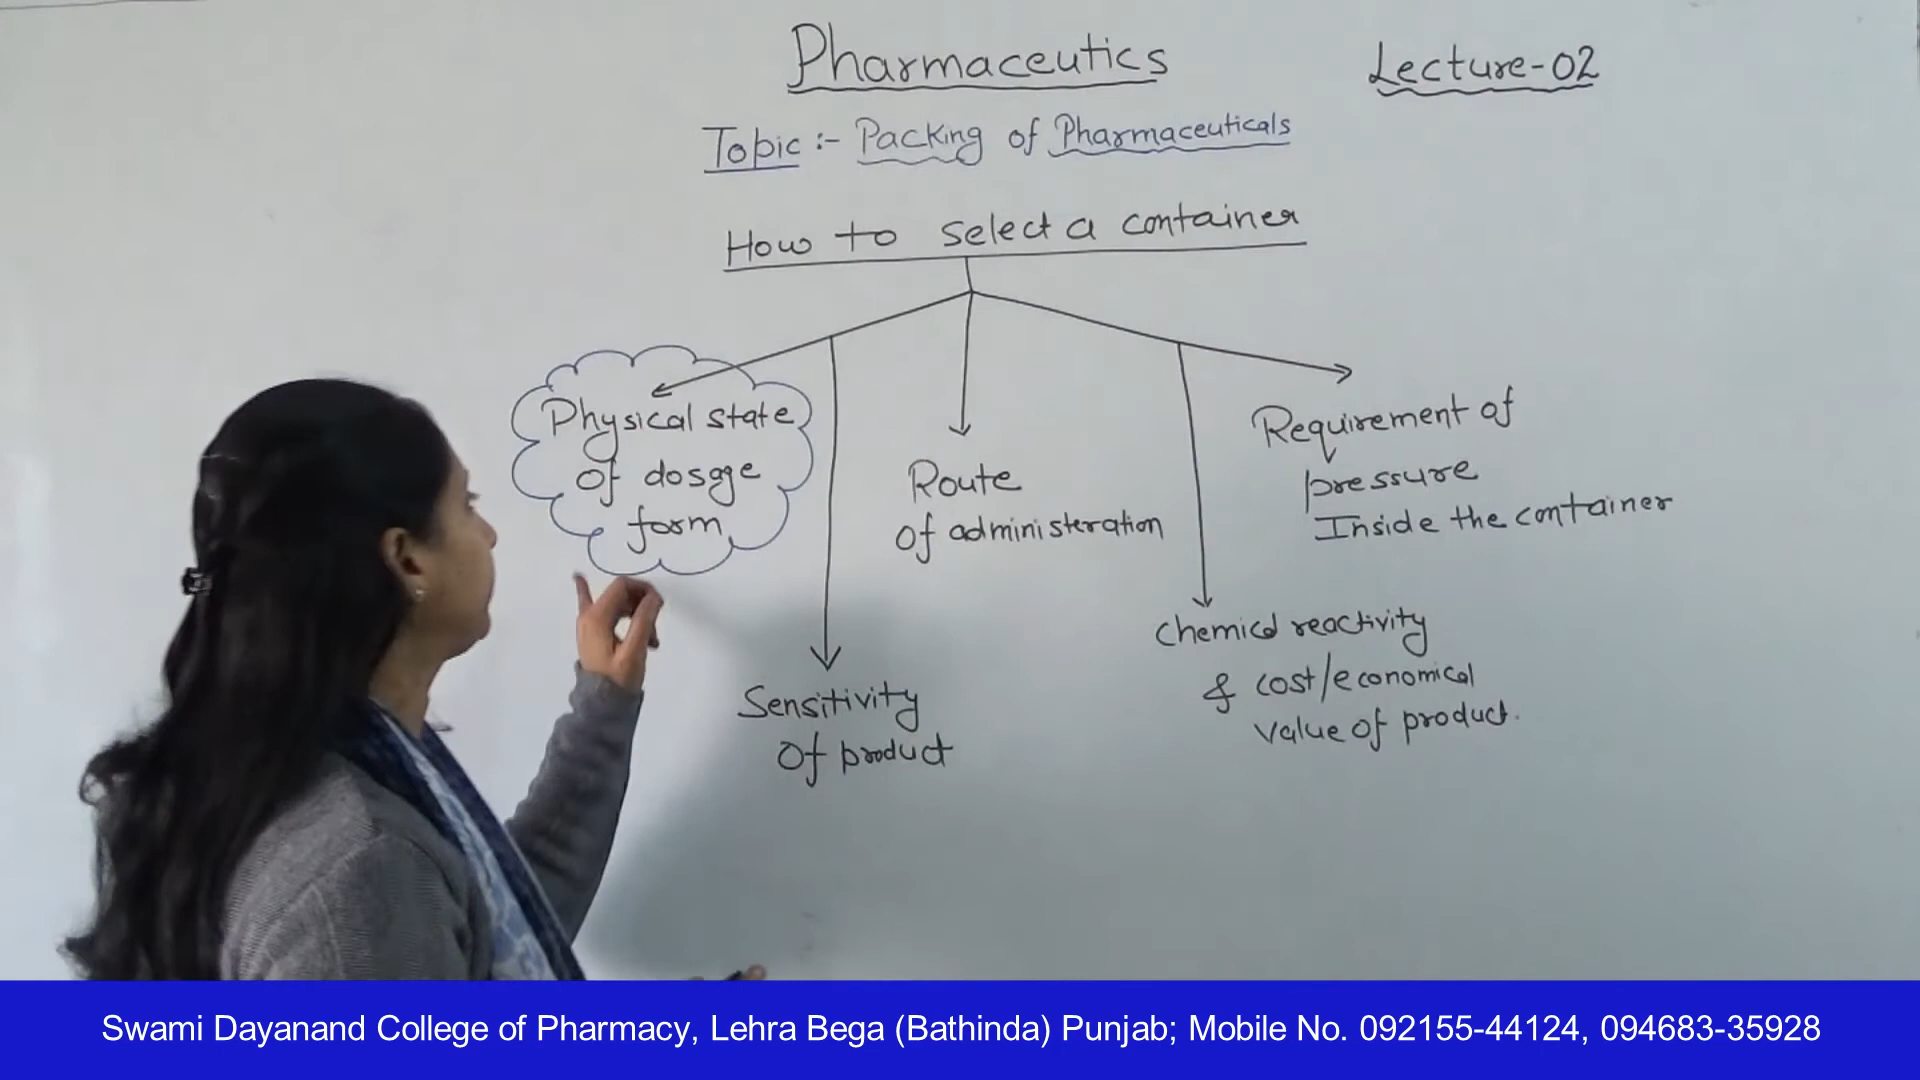 Pharmaceutics
Lecture-02
Topic :- Packing of Pharmaceuticals
How to select a container
Physical state
of dosage
form
Sensitivity
Of product
Route
of administeration
Chemical reactivity
& cost/economical
value of product.
Requirement of
pressure
Inside the container
Swami Dayanand College of Pharmacy, Lehra Bega (Bathinda) Punjab; Mobile No. 092155-44124, 094683-35928